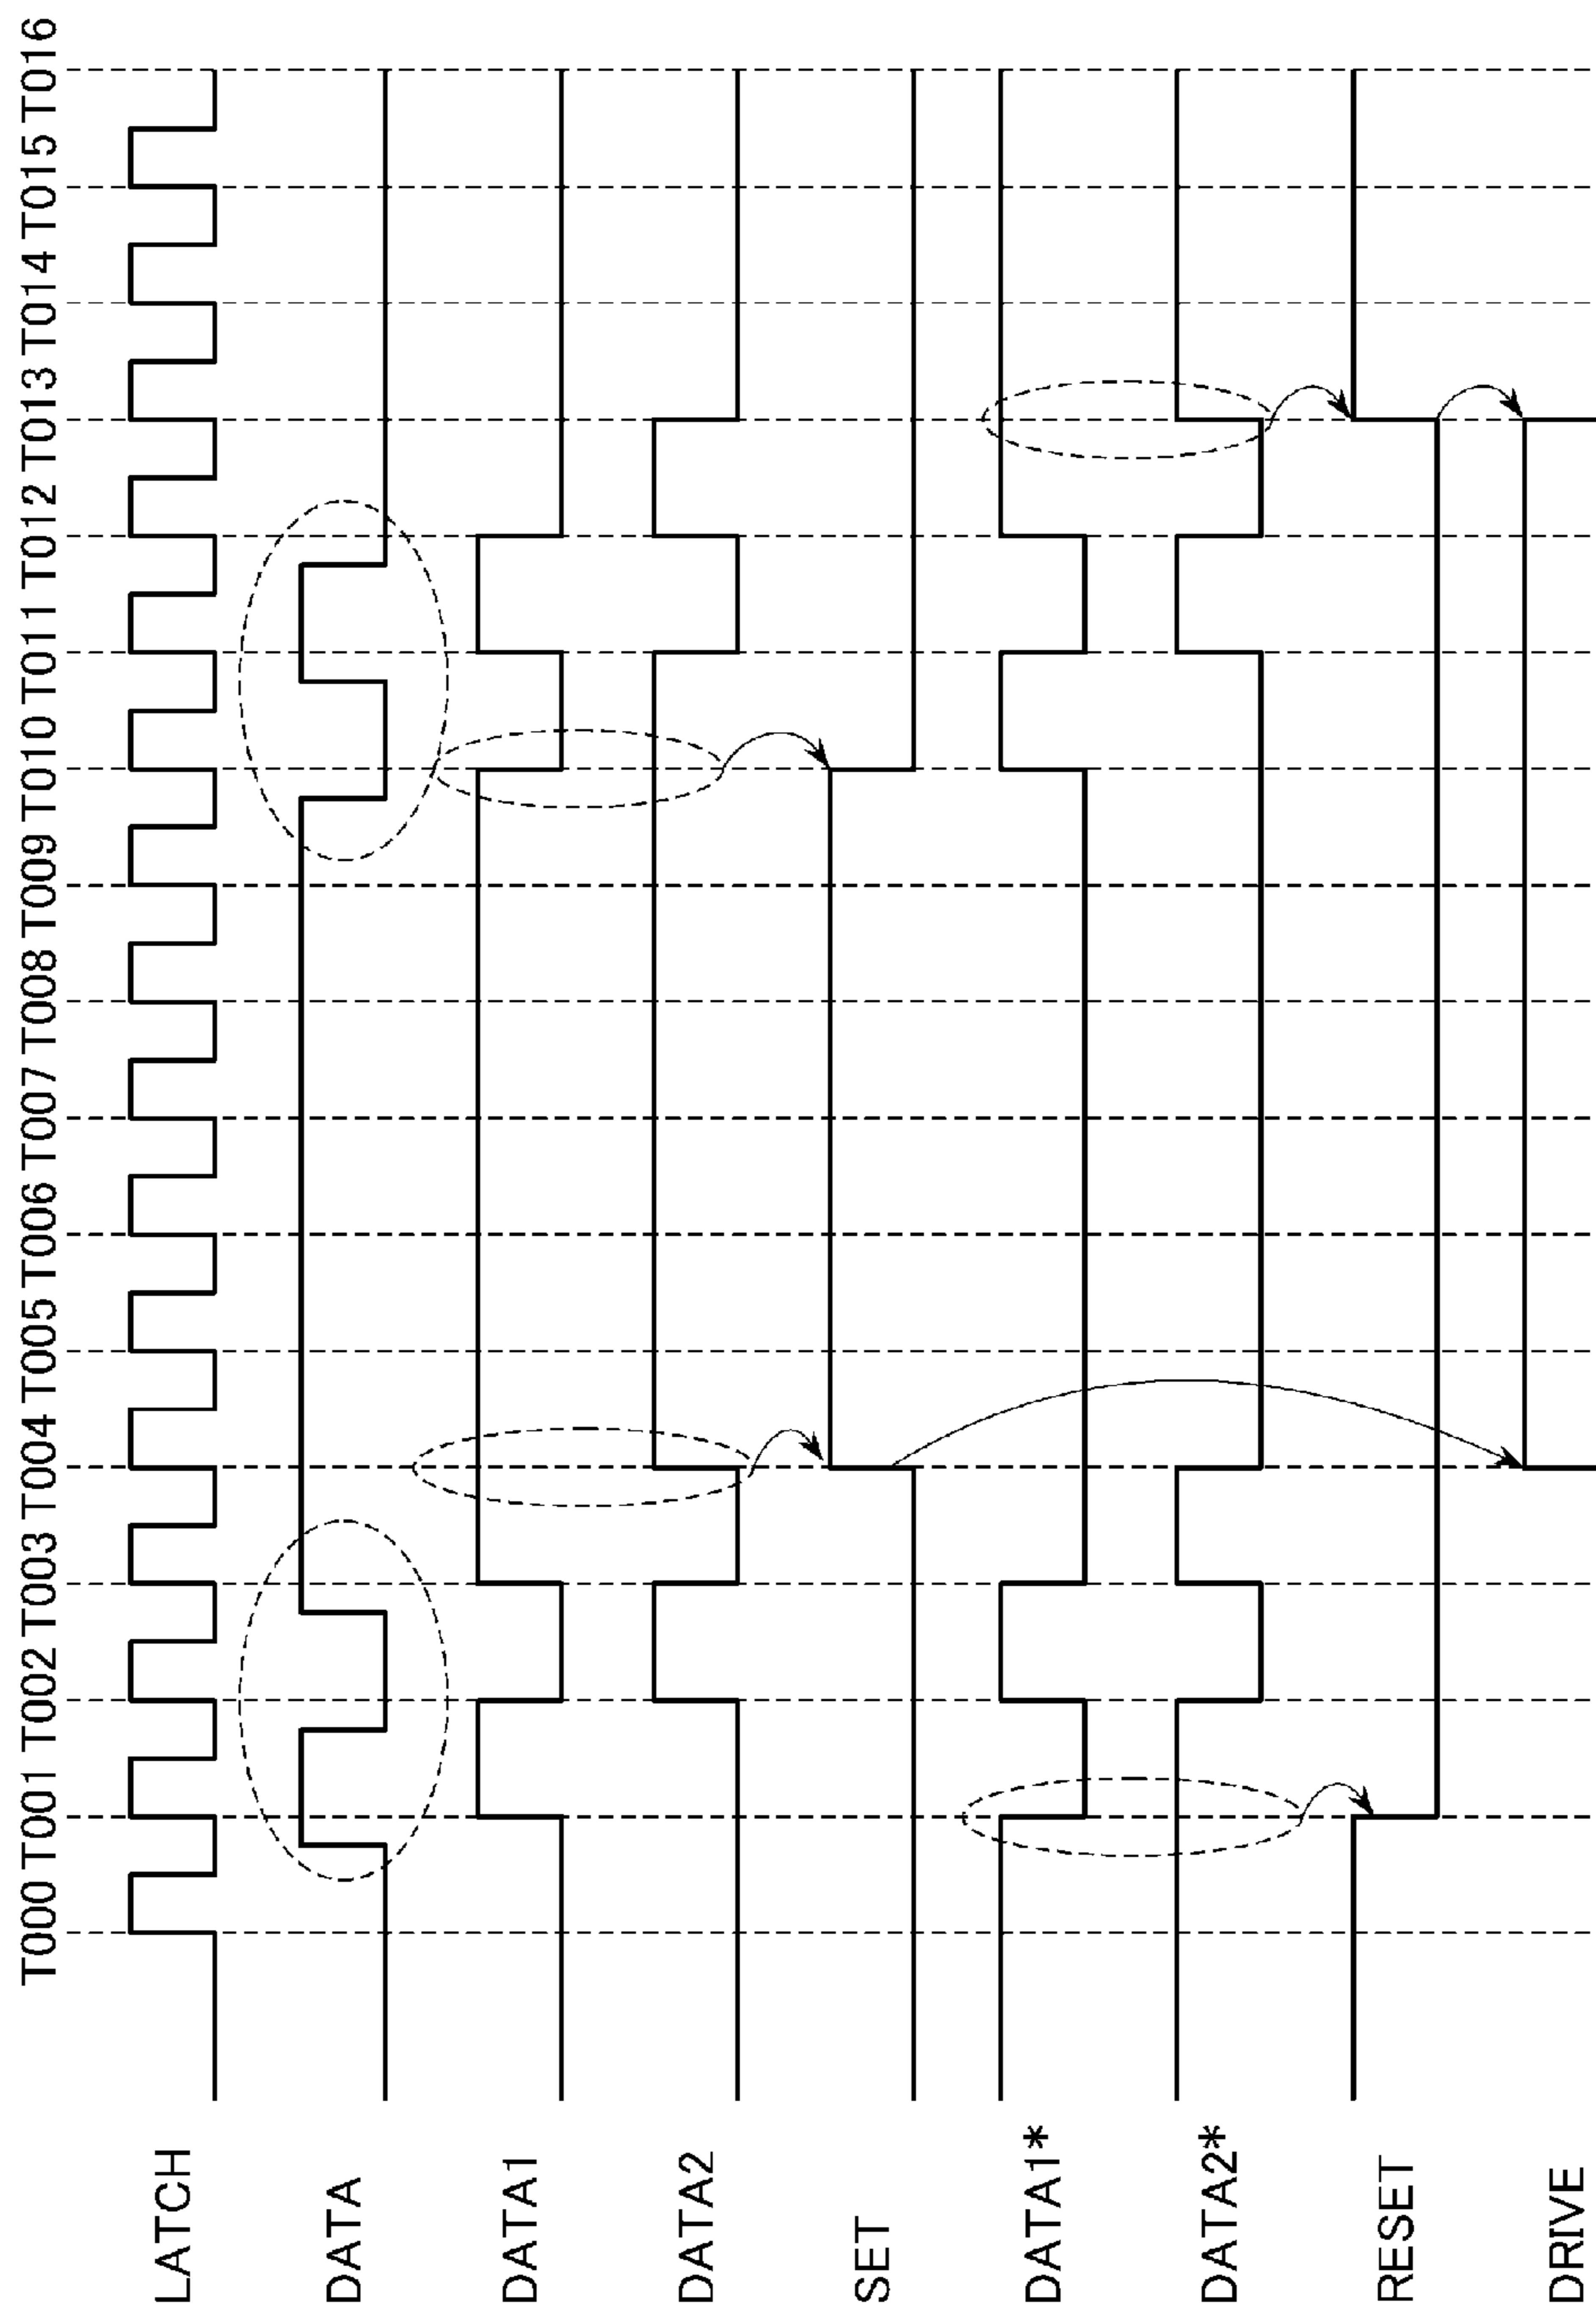 T000 T001 T002 T003 T004 T005 T006 T007 T008 T009 T010 T011 T012 T013 T014 T015 T016
LATCH
DATA
DATA1
DATA2
SET
DATA1*
DATA2*
RESET
DRIVE